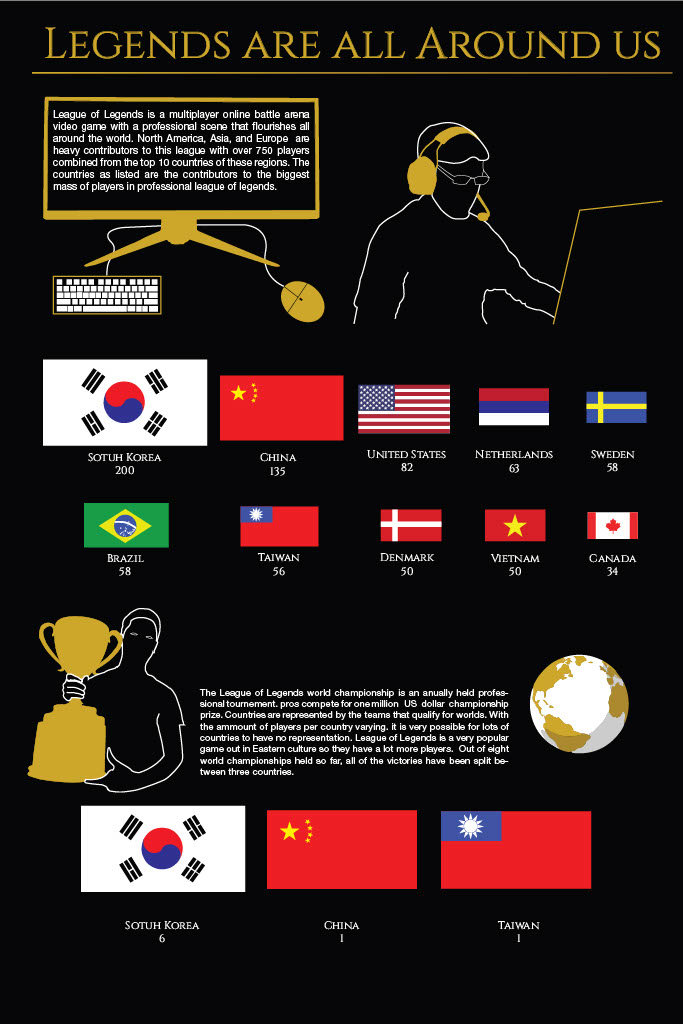 Legends are all Around us
League of Legends is a multiplayer online battle arena
video game with a professional scene that flourishes all
around the world. North America, Asia, and Europe are
heavy contributors to this league with over 750 players
combined from the top 10 countries of these regions. The
countries as listed are the contributors to the biggest
mass of players in professional league of legends.
Sotuh Korea
200
China
135
United States
82
Netherlands
63
Sweden
58
Brazil
58
Taiwan
56
Denmark
50
Vietnam
50
Canada
34
The League of Legends world championship is an anually held profes-
sional tournement. pros compete for one million US dollar championship
prize. Countries are represented by the teams that qualify for worlds. With
the ammount of players per country varying. it is very possible for lots of
countries to have no representation. League of Legends is a very popular
game out in Eastern culture so they have a lot more players. Out of eight
world championships held so far, all of the victories have been split be-
tween three countries.
Sotuh Korea
6
China
1
Taiwan
1